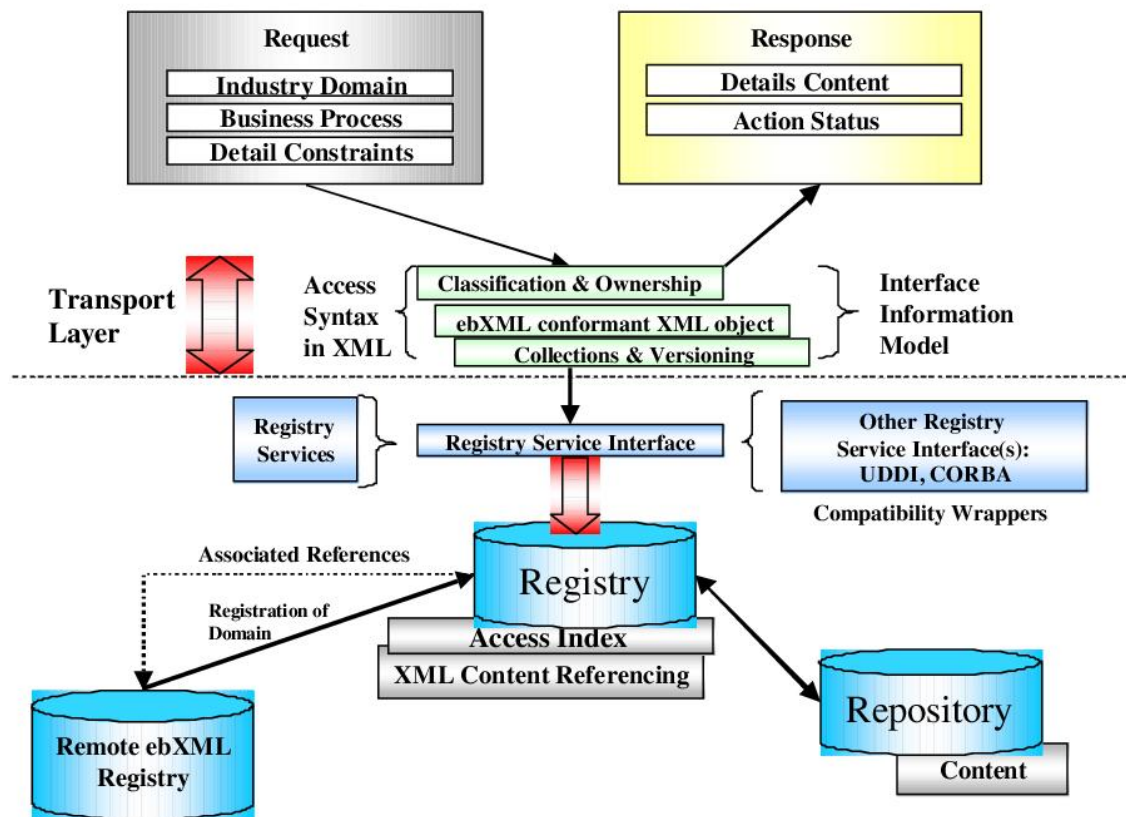 Request
Industry Domain
Business Process
Detail Constraints
Response
Details Content
Action Status
Transport
Layer
Access
Syntax
in XML
Classification & Ownership
ebXML conformant XML object
Collections & Versioning
Interface
Information
Model
Registry
Services
Registry Service Interface
Other Registry
Service Interface(s):
UDDI, CORBA
Compatibility Wrappers
Associated References
Registration of
Domain
Registry
Access Index
XML Content Referencing
Remote ebXML
Registry
Repository
Content